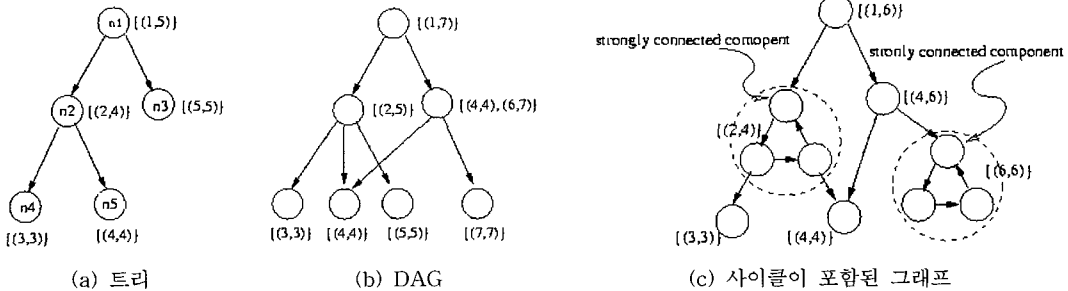 n1
[(1,5)}
n2
[(2,4)}
n3
[(5,5)}
n4
[(3,3)}
n5
[(4,4)}
(a) 트리
[(1,7)}
[(2,5)}
[(4,4), (6,7)}
[(3,3)}
[(4,4)}
[(5,5)}
[(7,7)}
(b) DAG
[(1,6)}
strongly connected comopent
stronly connected component
[(2,4)}
[(4,6)}
[(6,6)}
[(3,3)}
[(4,4)}
(c) 사이클이 포함된 그래프